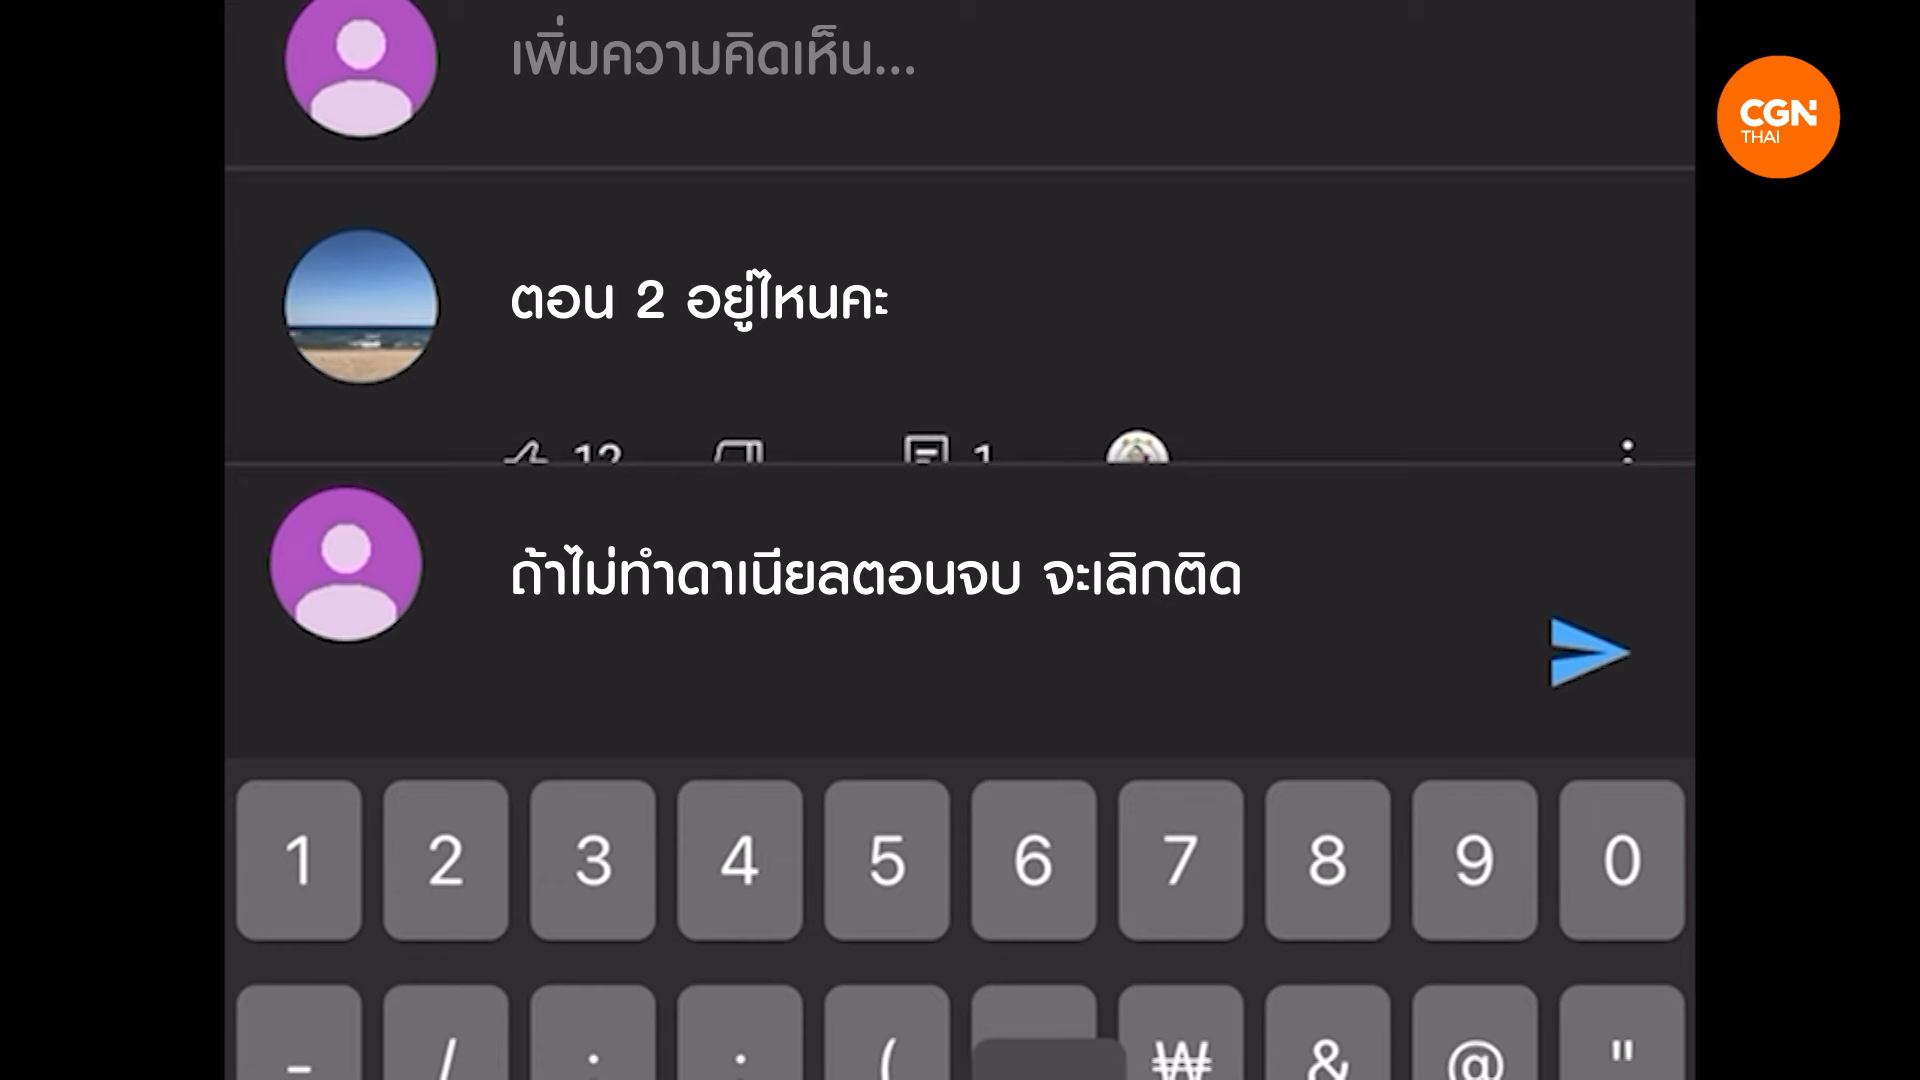 เพิ่มความคิดเห็น...
CGN
THAI
ตอน 2 อยู่ไหนคะ
12
1
ถ้าไม่ทำดาเนียลตอนจบ จะเลิกติด
1 2 3 4 5 6 7 8 9 0
- / : ; ( ₩ & @ "